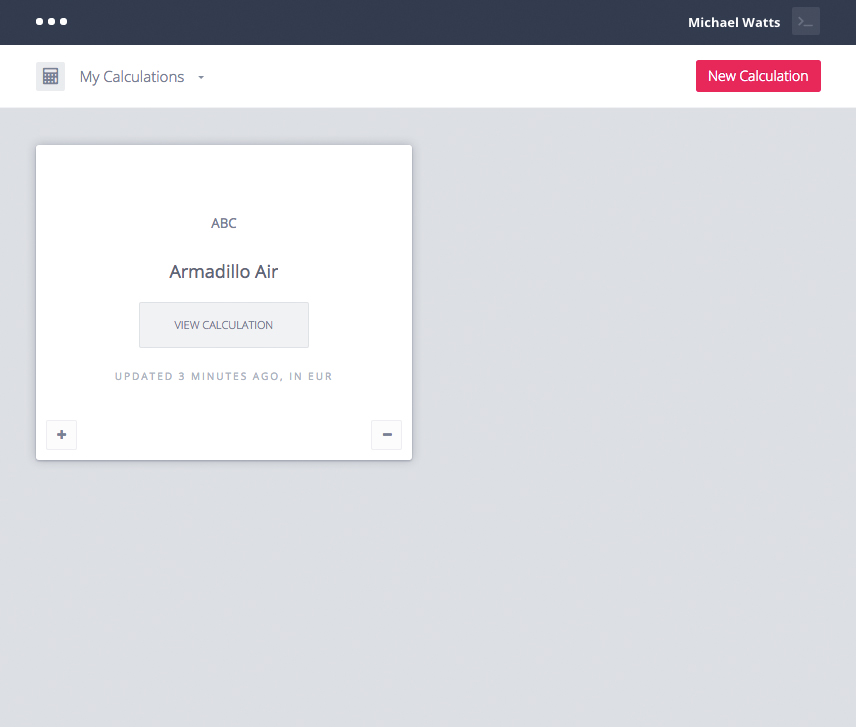 Michael Watts
My Calculations
New Calculation
ABC
Armadillo Air
VIEW CALCULATION
UPDATED 3 MINUTES AGO, IN EUR